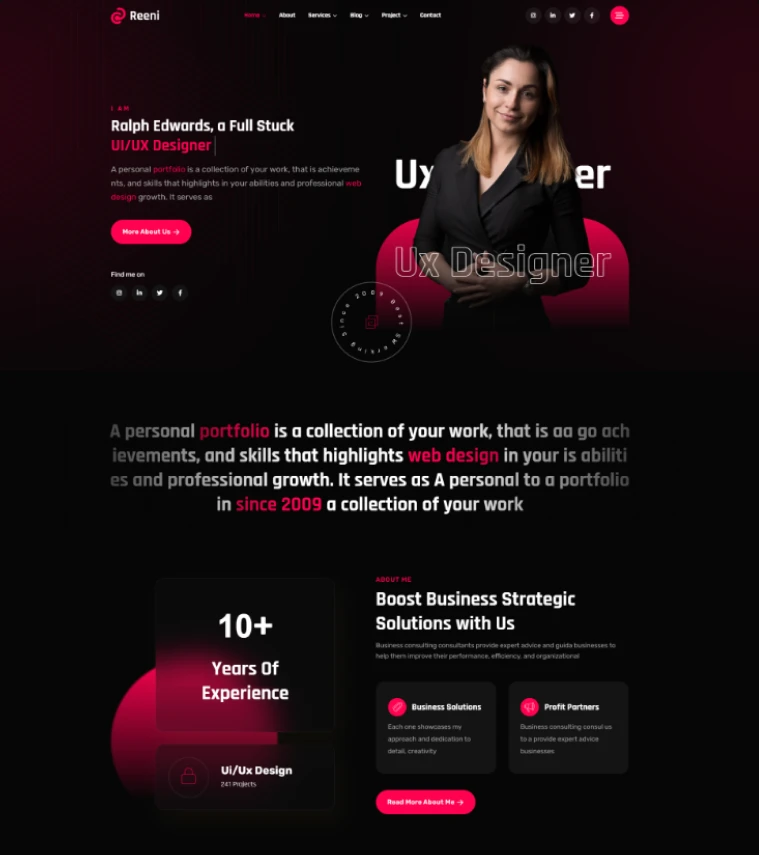 Reeni
Home
About
Services
Blog
Project
Contact
I AM
Ralph Edwards, a Full Stuck
UI/UX Designer
A personal portfolio is a collection of your work, that is achieveme
nts, and skills that highlights in your abilities and professional web
design growth. It serves as
More About Us →
Find me on
Ux
er
Ux Designer
Since 2009 Best
A personal portfolio is a collection of your work, that is aa go ach
ievements, and skills that highlights web design in your is abiliti
es and professional growth. It serves as A personal to a portfolio
in since 2009 a collection of your work
10+
Years Of
Experience
Ui/Ux Design
241 Projects
ABOUT ME
Boost Business Strategic
Solutions with Us
Business consulting consultants provide expert advice and guida businesses to
help them improve their performance, efficiency, and organizational
Business Solutions
Each one showcases my
approach and dedication to
detail, creativity
Profit Partners
Business consulting consul us
to a provide expert advice
businesses
Read More About Me →